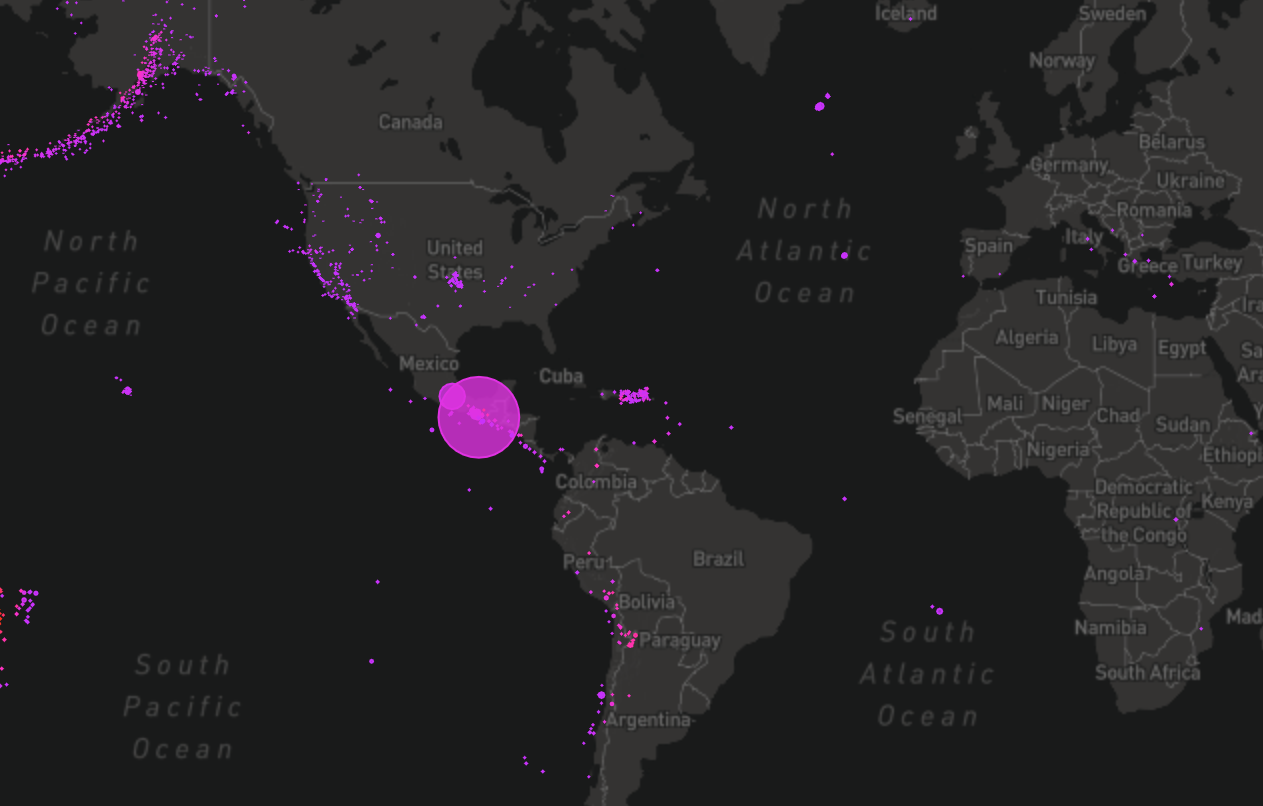 Iceland
Sweden
Norway
Canada
Belarus
Germany
Ukraine
North
Pacific
Ocean
United
States
North
Atlantic
Ocean
Romania
Spain
Italy
Greece
Turkey
Tunisia
Mexico
Cuba
Algeria
Libya
Egypt
Senegal
Mali
Niger
Chad
Sudan
Nigeria
Colombia
Democratic
Republic of
the Congo
Kenya
Peru
Brazil
Angola
Bolivia
Paraguay
South
Atlantic
Ocean
Namibia
South
Pacific
Ocean
South Africa
Argentina